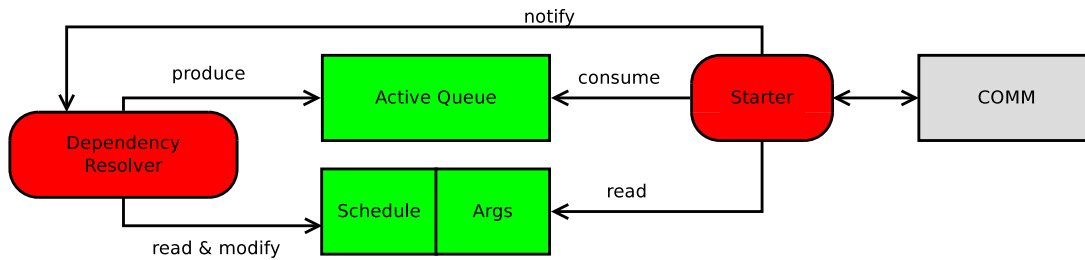 notify
produce
Active Queue
consume
Starter
COMM
Dependency
Resolver
Schedule
Args
read
read & modify